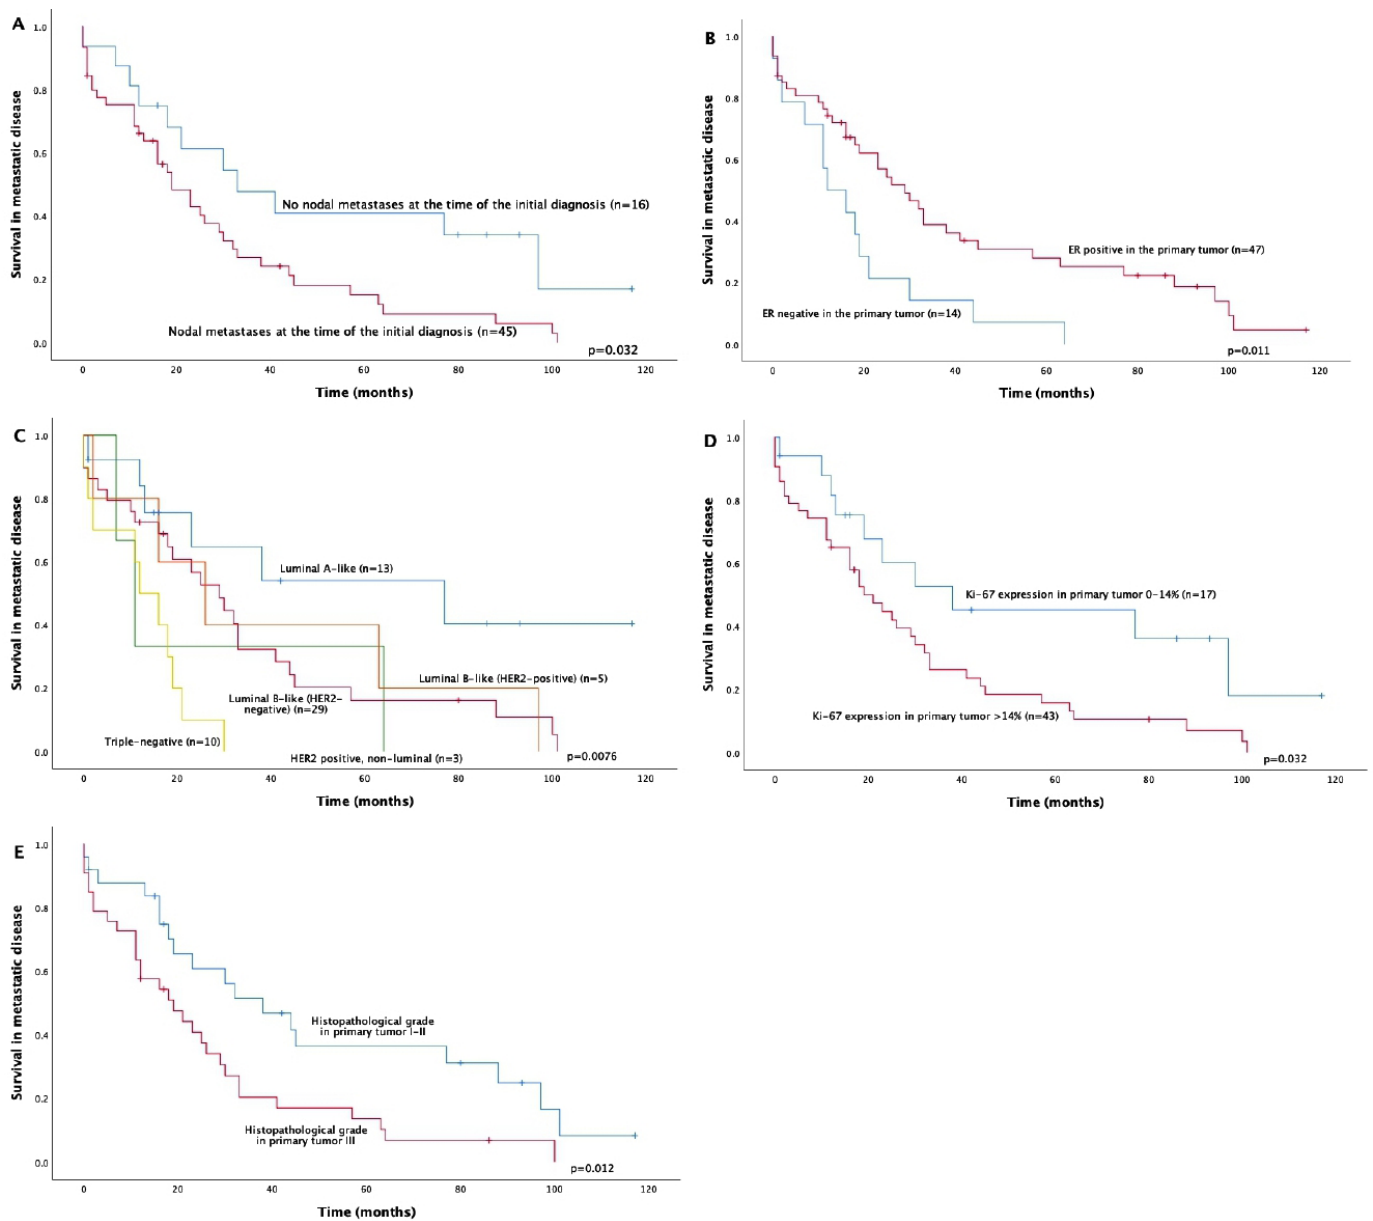 A
Survival in metastatic disease
1.0
0.8
0.6
0.4
0.2
0.0
No nodal metastases at the time of the initial diagnosis (n=16)
Nodal metastases at the time of the initial diagnosis (n=45)
p=0.032
0 20 40 60 80 100 120
Time (months)
B
Survival in metastatic disease
1.0
0.8
0.6
0.4
0.2
0.0
ER positive in the primary tumor (n=47)
ER negative in the primary tumor (n=14)
p=0.011
0 20 40 60 80 100 120
Time (months)
C
Survival in metastatic disease
1.0
0.8
0.6
0.4
0.2
0.0
Luminal A-like (n=13)
Luminal B-like (HER2-positive) (n=5)
Luminal B-like (HER2-
negative) (n=29)
Triple-negative (n=10)
HER2 positive, non-luminal (n=3)
p=0.0076
0 20 40 60 80 100 120
Time (months)
D
Survival in metastatic disease
1.0
0.8
0.6
0.4
0.2
0.0
Ki-67 expression in primary tumor 0-14% (n=17)
Ki-67 expression in primary tumor >14% (n=43)
p=0.032
0 20 40 60 80 100 120
Time (months)
E
Survival in metastatic disease
1.0
0.8
0.6
0.4
0.2
0.0
Histopathological grade
in primary tumor I-II
Histopathological grade
in primary tumor III
p=0.012
0 20 40 60 80 100 120
Time (months)